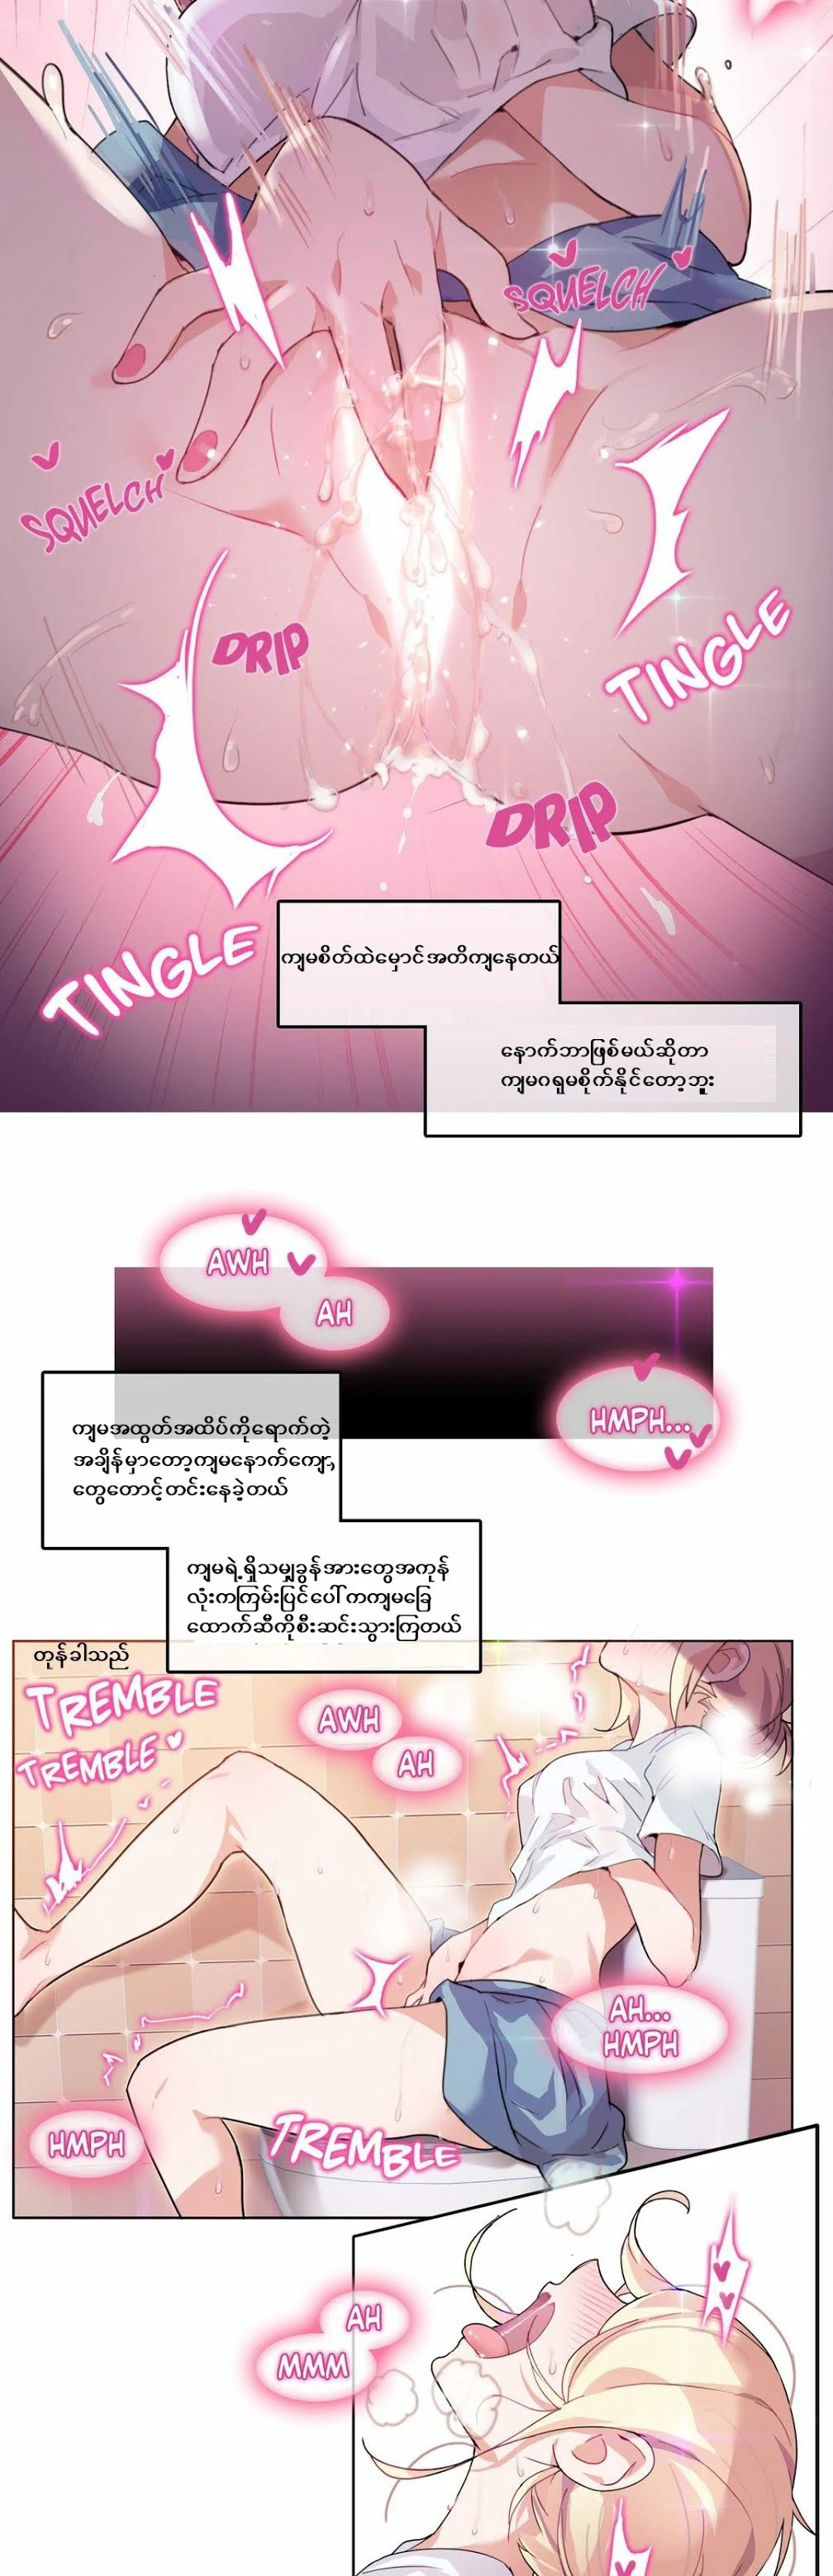 SQUELCH
SQUELCH
DRIP
TINGLE
DRIP
TINGLE
ကျမစိတ်ထဲမှောင်အတိကျနေတယ်
နောက်ဘာဖြစ်မယ်ဆိုတာ
ကျမဂရုမစိုက်နိုင်တော့ဘူး
AWH
AH
HMPH...
ကျမအထွတ်အထိပ်ကိုရောက်တဲ့
အချိန်မှာတော့ကျမနောက်ကျော,
တွေတောင့်တင်းနေခဲ့တယ်
ကျမရဲ့ရှိသမျှခွန်အားတွေအကုန်
လုံးကကြမ်းပြင်ပေါ်ကကျမခြေ
ထောက်ဆီကိုစီးဆင်းသွားကြတယ်
တုန်ခါသည်
TREMBLE
TREMBLE
AWH
AH
AH...
HMPH
HMPH
TREMBLE
AH
MMM